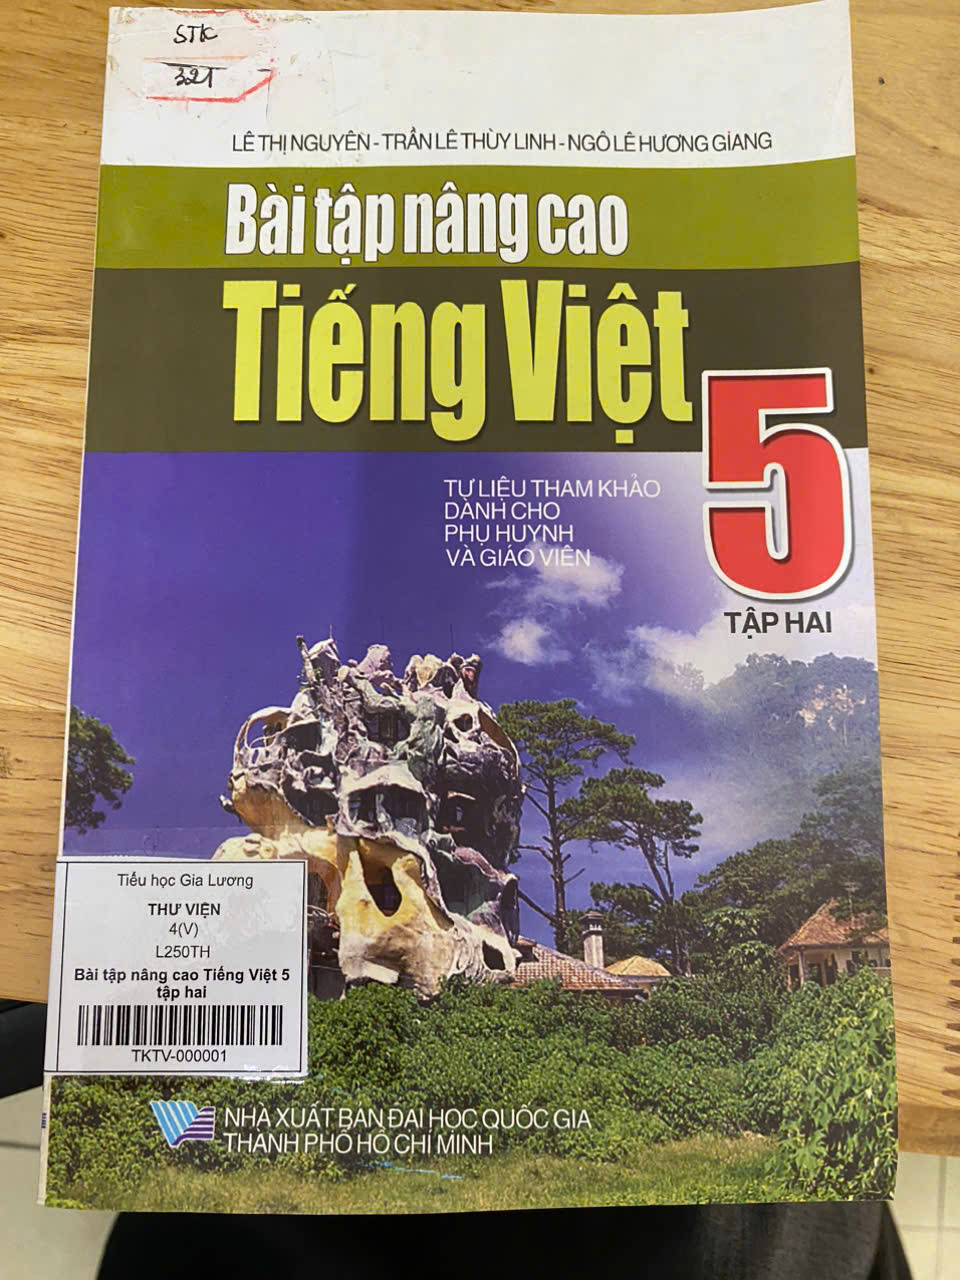 STK
321
LÊ THỊ NGUYÊN - TRẦN LÊ THÙY LINH - NGÔ LÊ HƯƠNG GIANG
Bài tập nâng cao
Tiếng Việt
5
TƯ LIỆU THAM KHẢO
DÀNH CHO
PHỤ HUYNH
VÀ GIÁO VIÊN
TẬP HAI
Tiểu học Gia Lương
THƯ VIỆN
4(V)
L250TH
Bài tập nâng cao Tiếng Việt 5
tập hai
TKTV-000001
NHÀ XUẤT BẢN ĐẠI HỌC QUỐC GIA
THÀNH PHỐ HỒ CHÍ MINH